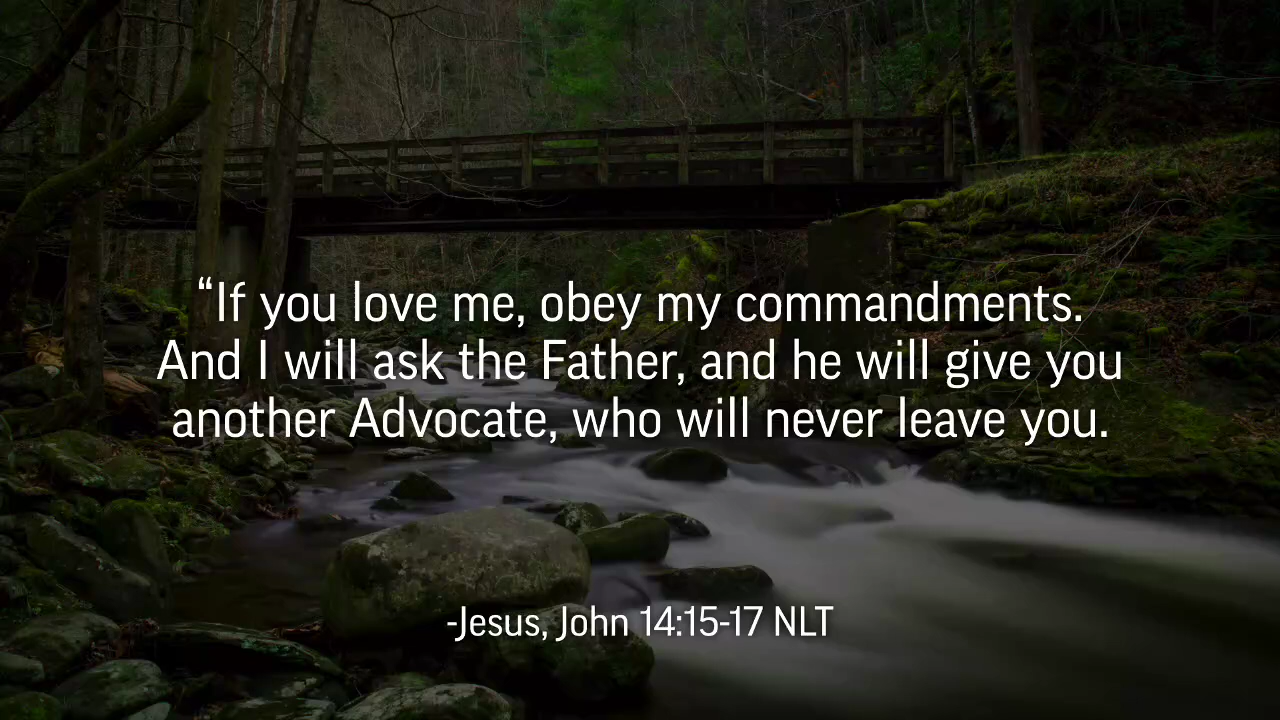 “If you love me, obey my commandments.
And I will ask the Father, and he will give you
another Advocate, who will never leave you.
-Jesus, John 14:15-17 NLT